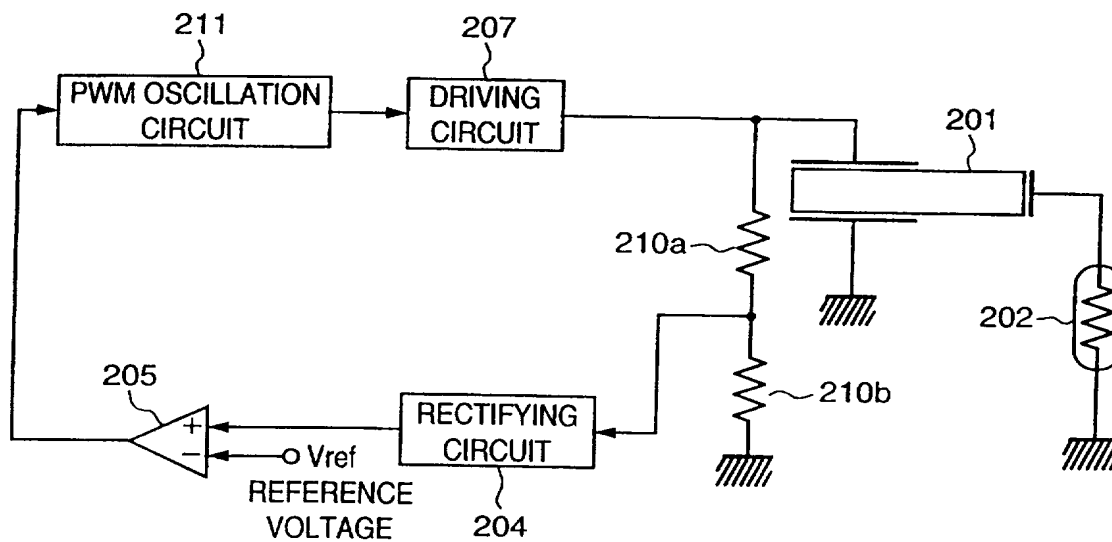 211
207
PWM OSCILLATION
CIRCUIT
DRIVING
CIRCUIT
201
210a
202
205
+
−
Vref
REFERENCE
VOLTAGE
RECTIFYING
CIRCUIT
210b
204